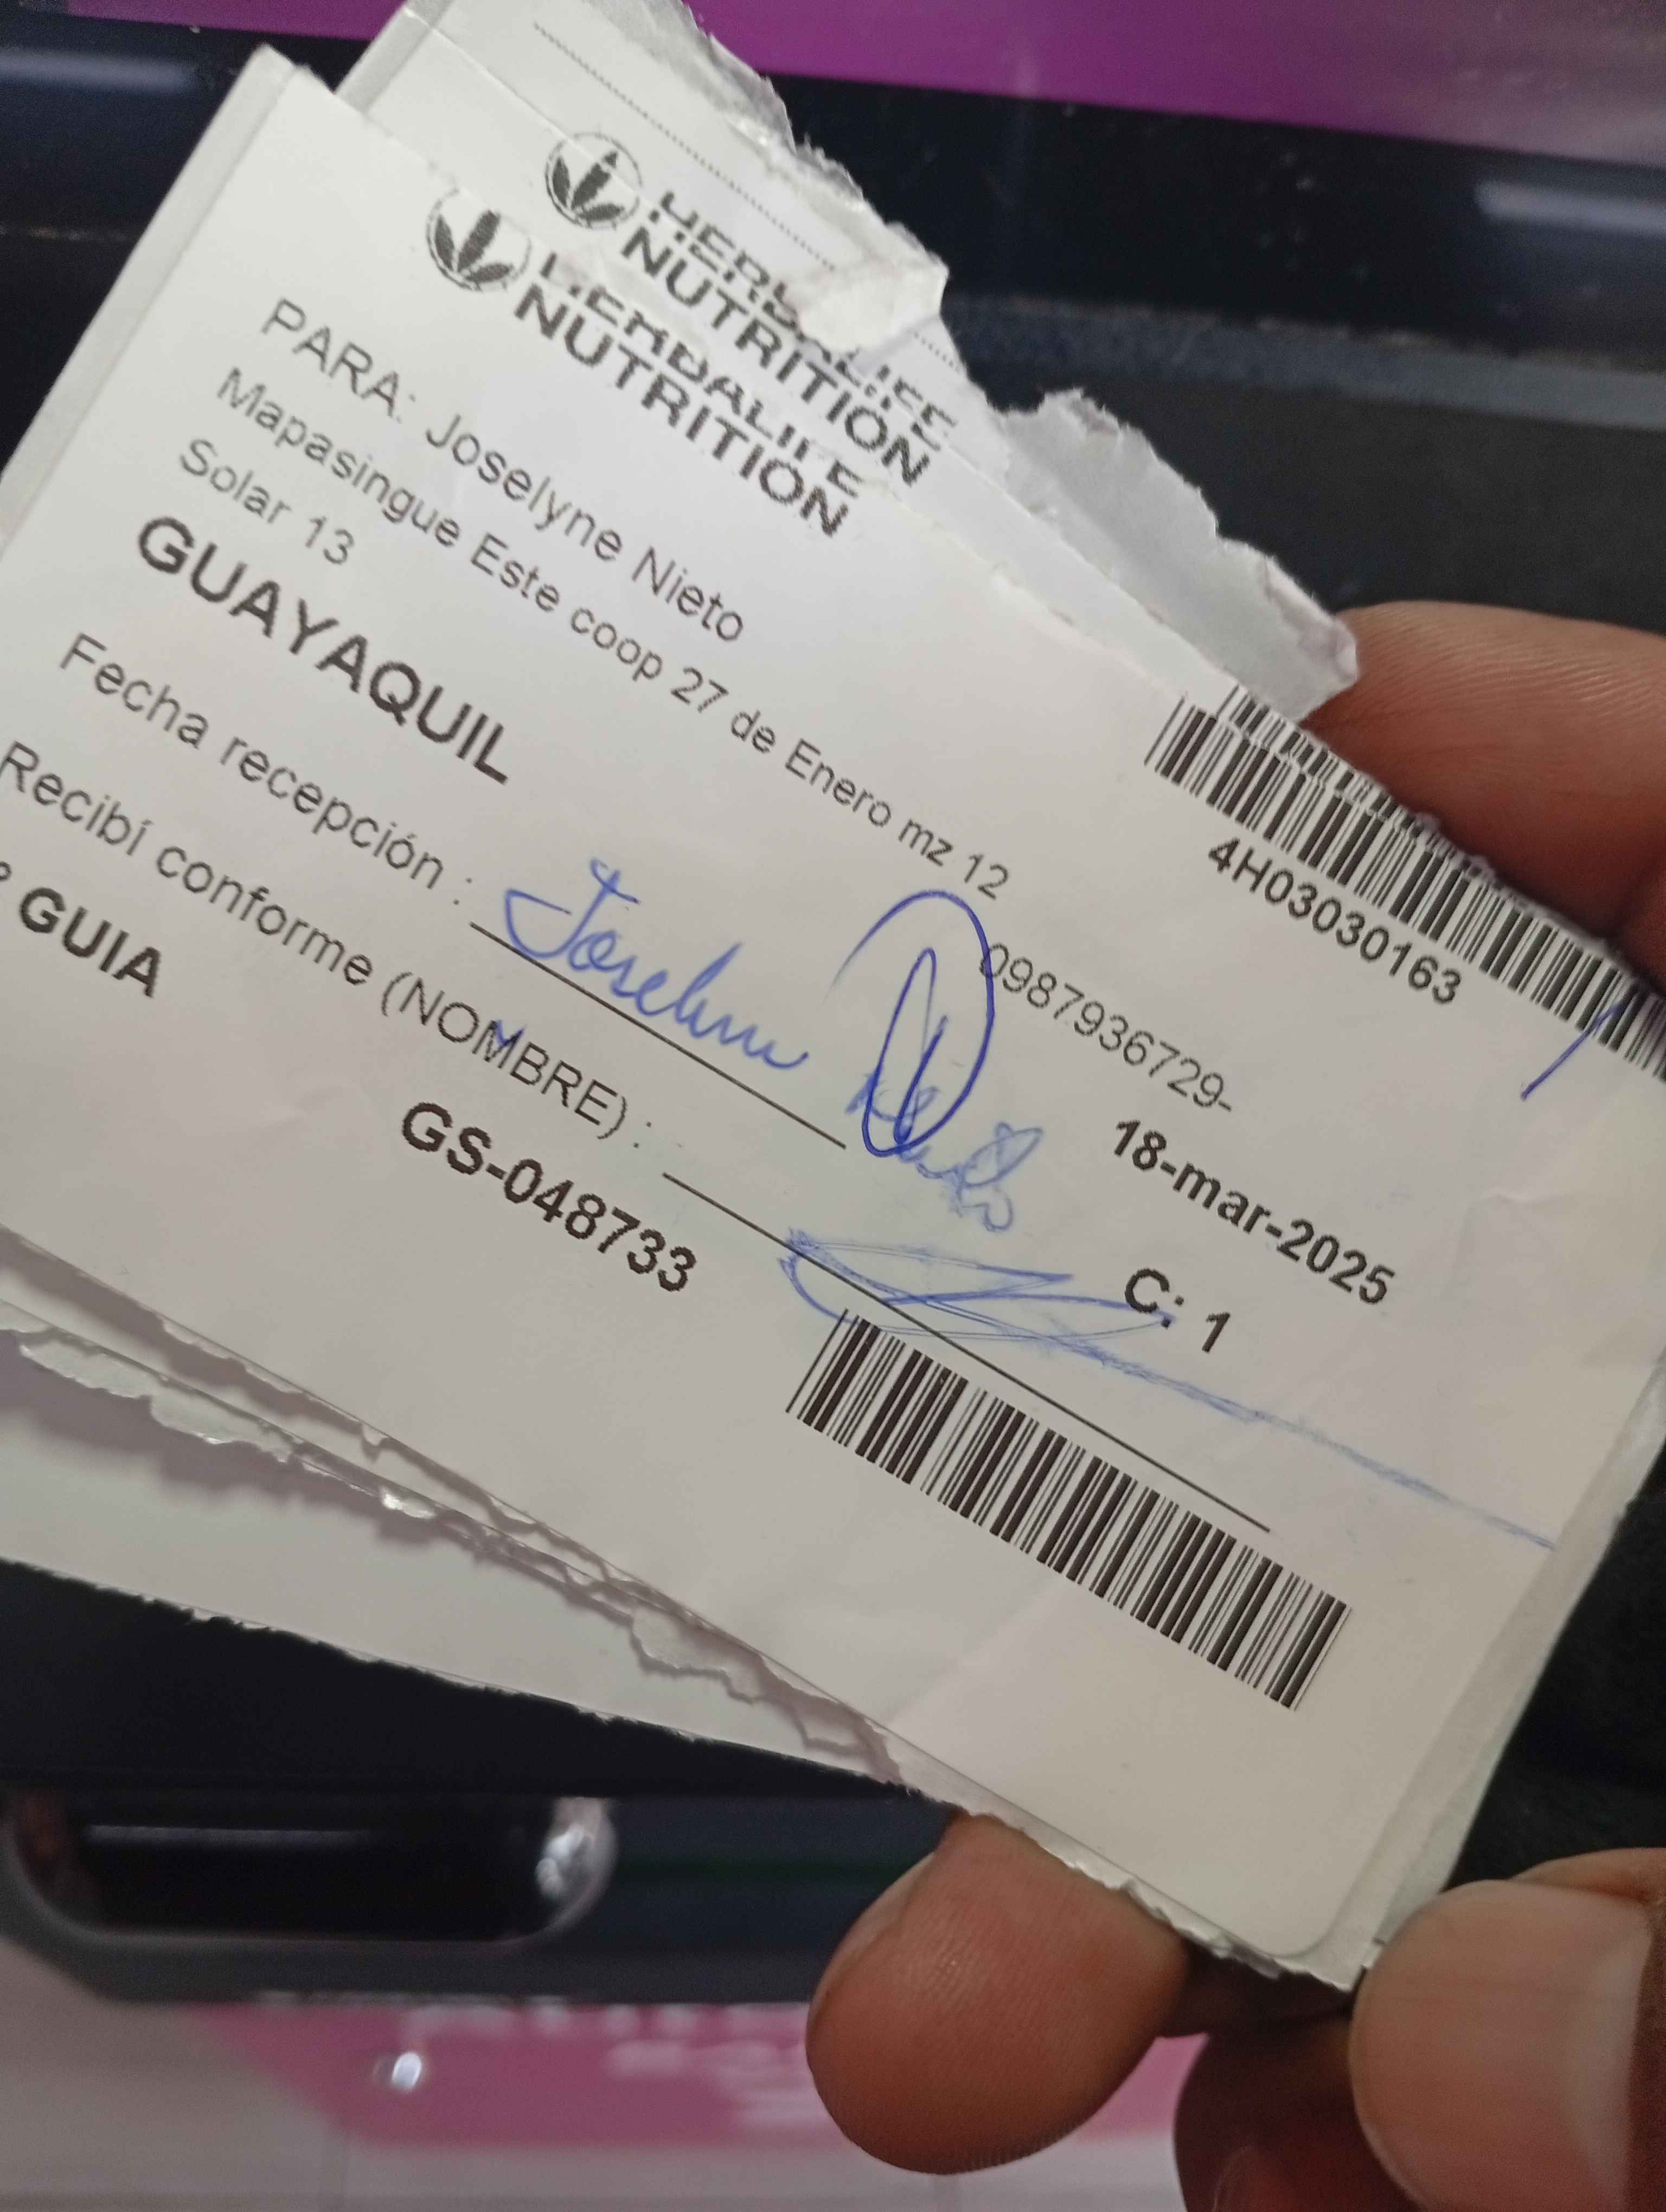 HERBALIFE
NUTRITION
HERBALIFE
NUTRITION
4H03030163
PARA: Joselyne Nieto
Mapasingue Este coop 27 de Enero mz 12
Solar 13
0987936729-
GUAYAQUIL
18-mar-2025
Fecha recepción :
Joselyne
C: 1
Recibí conforme (NOMBRE) :
GUIA
GS-048733